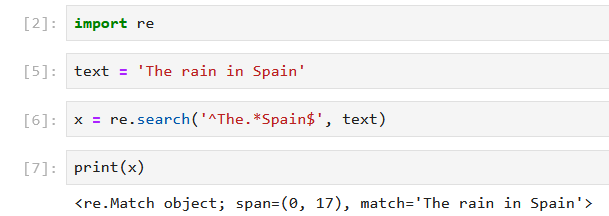 [2]: import re
[5]: text = 'The rain in Spain'
[6]: x = re.search('^The.*Spain$', text)
[7]: print(x)
<re.Match object; span=(0, 17), match='The rain in Spain'>